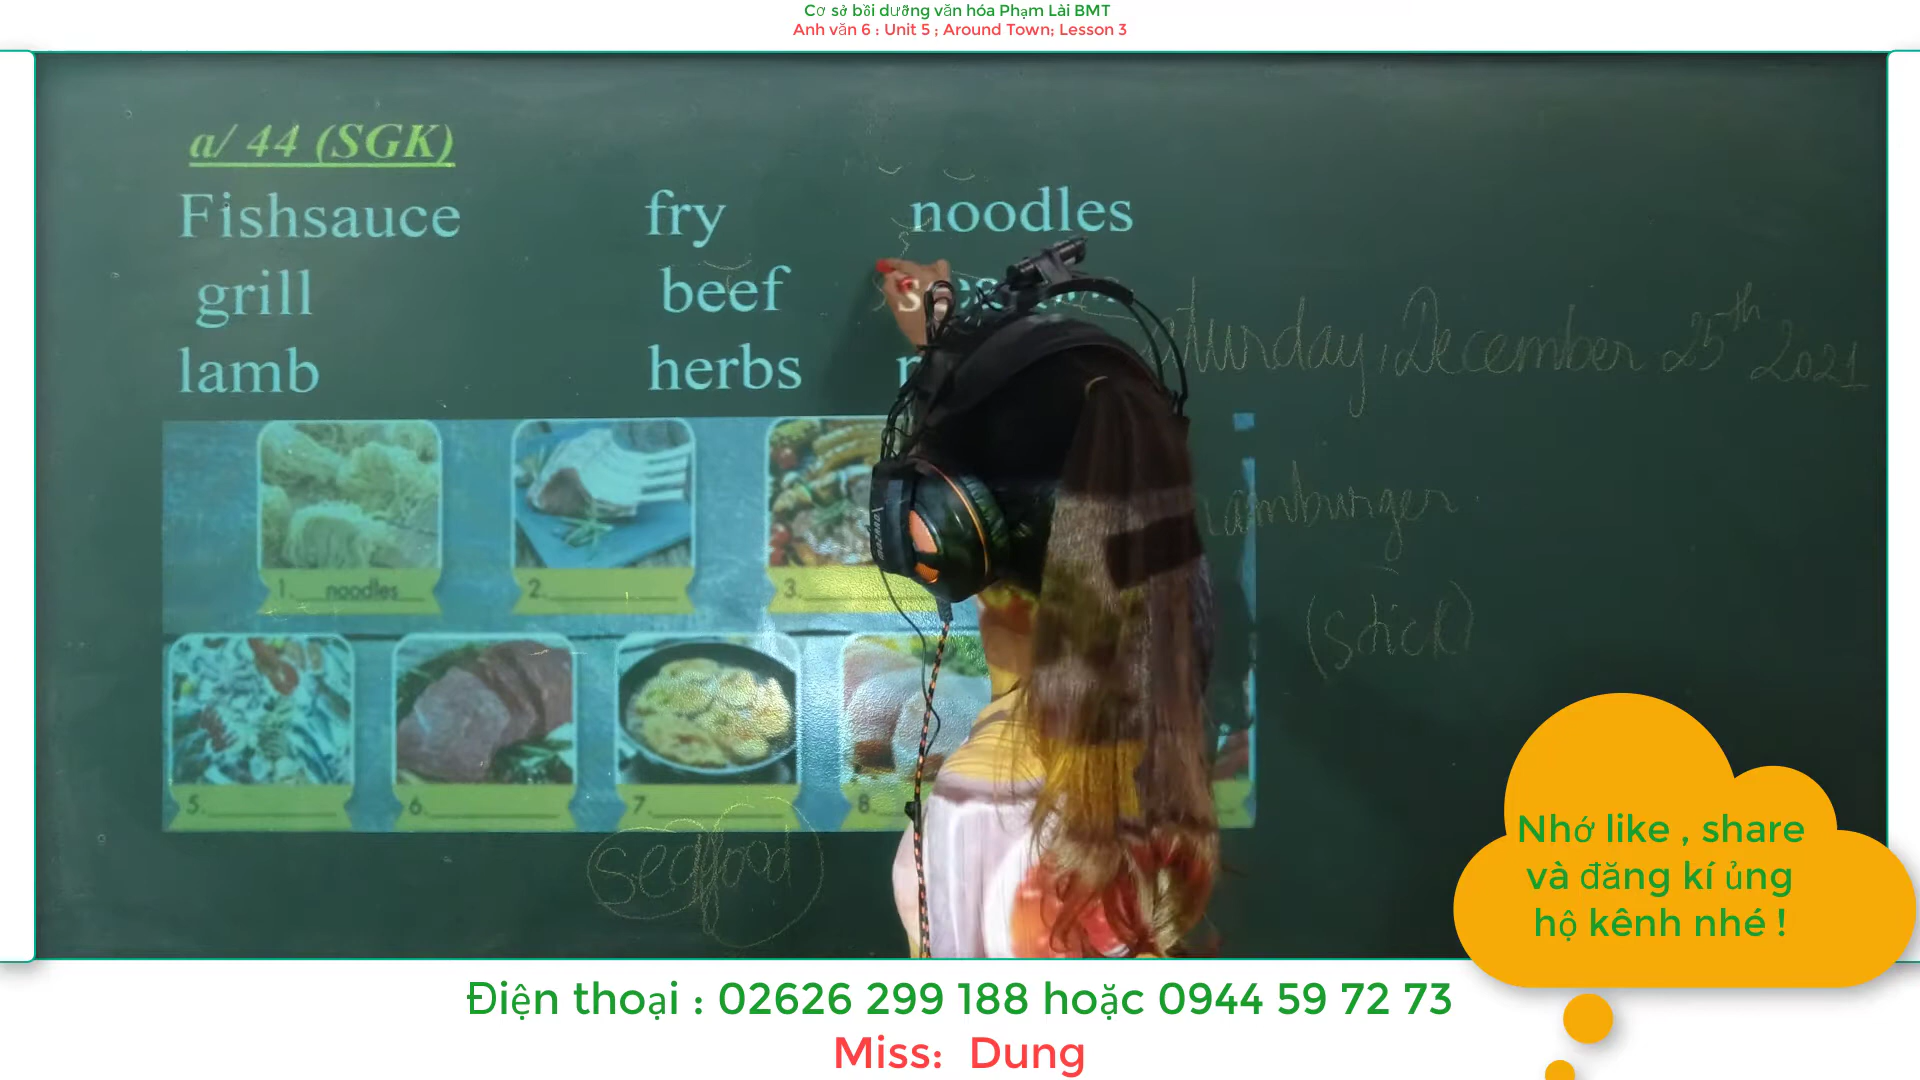 Cơ sở bồi dưỡng văn hóa Phạm Lài BMT
Anh văn 6 : Unit 5 ; Around Town; Lesson 3
a/ 44 (SGK)
Fishsauce fry noodles
grill beef
lamb herbs
Saturday, December 25th 2021
hamburger
1. noodles 2. 3.
(stick)
5. 6. 7. 8.
seafood
Nhớ like , share
và đăng kí ủng
hộ kênh nhé !
Điện thoại : 02626 299 188 hoặc 0944 59 72 73
Miss: Dung